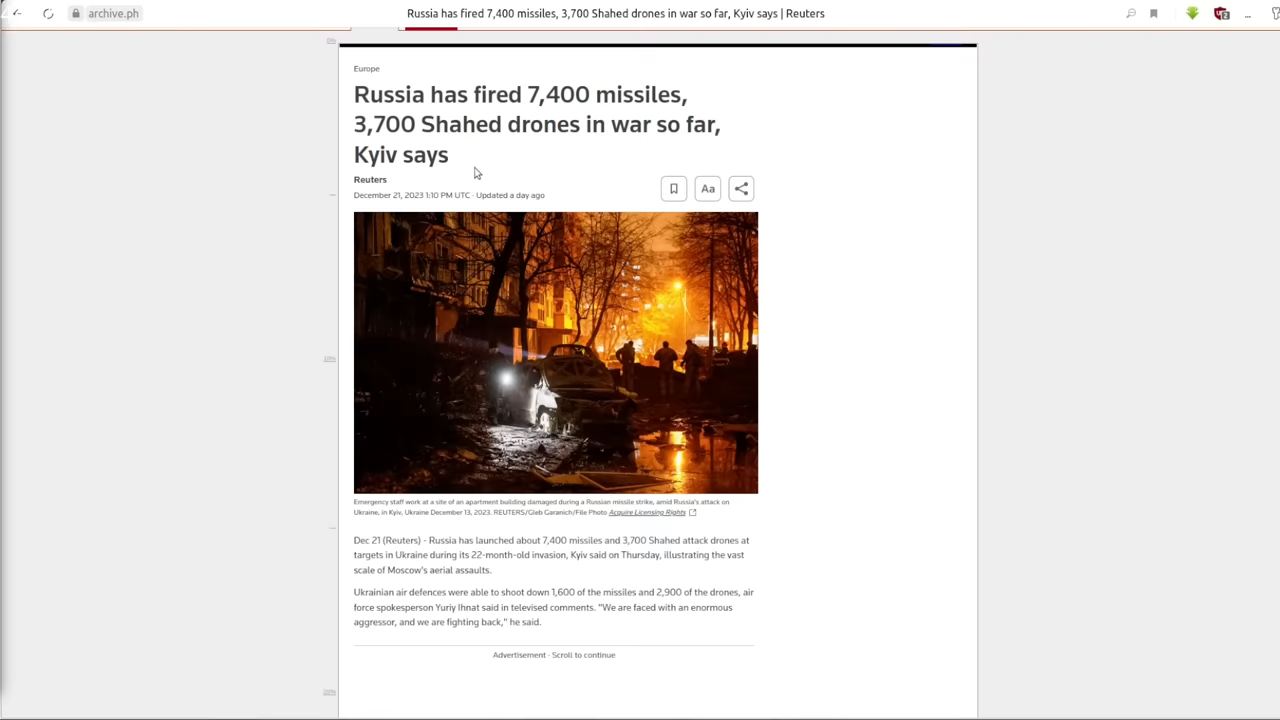 archive.ph
Russia has fired 7,400 missiles, 3,700 Shahed drones in war so far, Kyiv says | Reuters
2
...
Europe
Russia has fired 7,400 missiles,
3,700 Shahed drones in war so far,
Kyiv says
Reuters
December 21, 2023 1:10 PM UTC · Updated a day ago
Aa
Emergency staff work at a site of an apartment building damaged during a Russian missile strike, amid Russia's attack on
Ukraine, in Kyiv, Ukraine December 13, 2023. REUTERS/Gleb Garanich/File Photo Acquire Licensing Rights
Dec 21 (Reuters) - Russia has launched about 7,400 missiles and 3,700 Shahed attack drones at
targets in Ukraine during its 22-month-old invasion, Kyiv said on Thursday, illustrating the vast
scale of Moscow's aerial assaults.
Ukrainian air defences were able to shoot down 1,600 of the missiles and 2,900 of the drones, air
force spokesperson Yuriy Ihnat said in televised comments. "We are faced with an enormous
aggressor, and we are fighting back," he said.
Advertisement · Scroll to continue